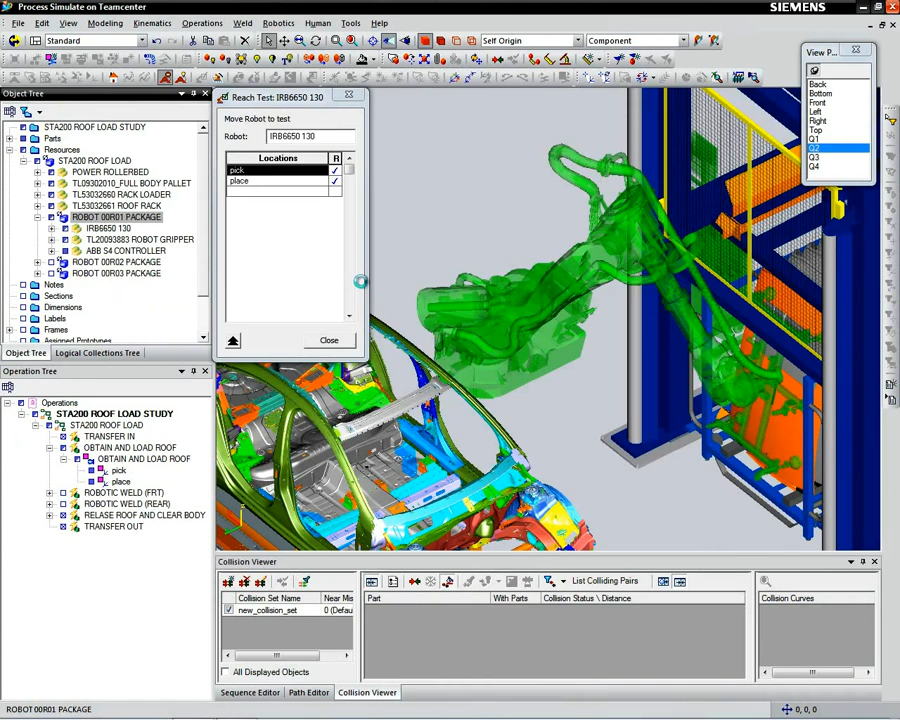 Process Simulate on Teamcenter
SIEMENS
File Edit View Modeling Kinematics Operations Weld Robotics Human Tools Help
Standard
Self Origin
Component
Object Tree
STA200 ROOF LOAD STUDY
Parts
Resources
STA200 ROOF LOAD
POWER ROLLERBED
TL09302010_FULL BODY PALLET
TL53032660 RACK LOADER
TL53032661 ROOF RACK
ROBOT 00R01 PACKAGE
IRB6650 130
TL20093883 ROBOT GRIPPER
ABB S4 CONTROLLER
ROBOT 00R02 PACKAGE
ROBOT 00R03 PACKAGE
Notes
Sections
Dimensions
Labels
Frames
Assigned Prototypes
Object Tree
Logical Collections Tree
Reach Test: IRB6650 130
Move Robot to test
Robot: IRB6650 130
Locations R
pick
place
Close
View P...
Back
Bottom
Front
Left
Right
Top
Q1
Q2
Q3
Q4
Operation Tree
Operations
STA200 ROOF LOAD STUDY
STA200 ROOF LOAD
TRANSFER IN
OBTAIN AND LOAD ROOF
OBTAIN AND LOAD ROOF
pick
place
ROBOTIC WELD (FRT)
ROBOTIC WELD (REAR)
RELASE ROOF AND CLEAR BODY
TRANSFER OUT
Collision Viewer
List Colliding Pairs
Collision Set Name
Near Mis
new_collision_set
0 (Defau
All Displayed Objects
Part
With Parts
Collision Status \ Distance
Collision Curves
Sequence Editor
Path Editor
Collision Viewer
ROBOT 00R01 PACKAGE
0, 0, 0